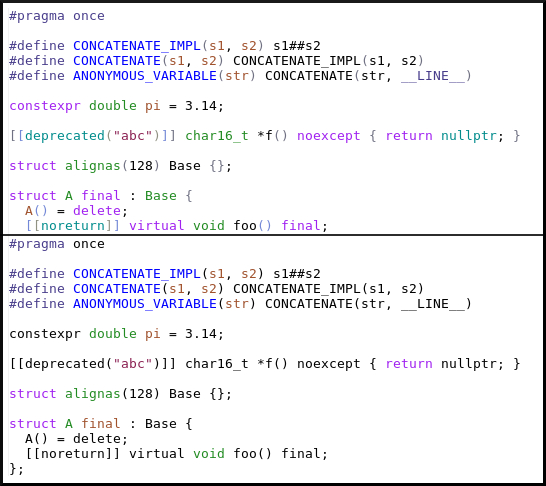 #pragma once
#define CONCATENATE_IMPL(s1, s2) s1##s2
#define CONCATENATE(s1, s2) CONCATENATE_IMPL(s1, s2)
#define ANONYMOUS_VARIABLE(str) CONCATENATE(str, __LINE__)
constexpr double pi = 3.14;
[[deprecated("abc")]] char16_t *f() noexcept { return nullptr; }
struct alignas(128) Base {};
struct A final : Base {
  A() = delete;
  [[noreturn]] virtual void foo() final;
#pragma once
#define CONCATENATE_IMPL(s1, s2) s1##s2
#define CONCATENATE(s1, s2) CONCATENATE_IMPL(s1, s2)
#define ANONYMOUS_VARIABLE(str) CONCATENATE(str, __LINE__)
constexpr double pi = 3.14;
[[deprecated("abc")]] char16_t *f() noexcept { return nullptr; }
struct alignas(128) Base {};
struct A final : Base {
  A() = delete;
  [[noreturn]] virtual void foo() final;
};